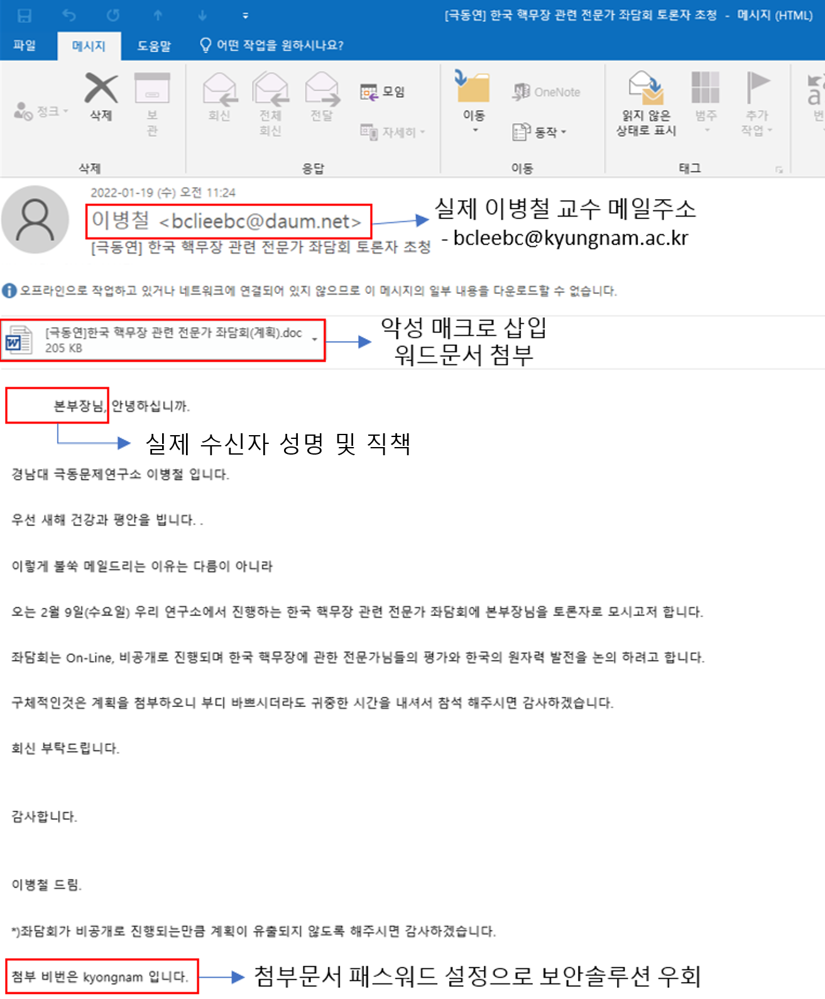 [극동연] 한국 핵무장 관련 전문가 좌담회 토론자 초청 - 메시지 (HTML)
파일 메시지 도움말 어떤 작업을 원하시나요?
정크 삭제 보관 회신 전체 회신 전달 모임 자세히 이동 OneNote 동작 읽지 않은 상태로 표시 범주 추가 작업 번
삭제 응답 이동 태그
2022-01-19 (수) 오전 11:24
이병철 <bclieebc@daum.net>
실제 이병철 교수 메일주소
- bcleebc@kyungnam.ac.kr
[극동연] 한국 핵무장 관련 전문가 좌담회 토론자 초청
오프라인으로 작업하고 있거나 네트워크에 연결되어 있지 않으므로 이 메시지의 일부 내용을 다운로드할 수 없습니다.
[극동연]한국 핵무장 관련 전문가 좌담회(계획).doc
205 KB
악성 매크로 삽입
워드문서 첨부
본부장님, 안녕하십니까.
실제 수신자 성명 및 직책
경남대 극동문제연구소 이병철 입니다.
우선 새해 건강과 평안을 빕니다. .
이렇게 불쑥 메일드리는 이유는 다름이 아니라
오는 2월 9일(수요일) 우리 연구소에서 진행하는 한국 핵무장 관련 전문가 좌담회에 본부장님을 토론자로 모시고저 합니다.
좌담회는 On-Line, 비공개로 진행되며 한국 핵무장에 관한 전문가님들의 평가와 한국의 원자력 발전을 논의 하려고 합니다.
구체적인것은 계획을 첨부하오니 부디 바쁘시더라도 귀중한 시간을 내셔서 참석 해주시면 감사하겠습니다.
회신 부탁드립니다.
감사합니다.
이병철 드림.
*)좌담회가 비공개로 진행되는만큼 계획이 유출되지 않도록 해주시면 감사하겠습니다.
첨부 비번은 kyongnam 입니다.
첨부문서 패스워드 설정으로 보안솔루션 우회